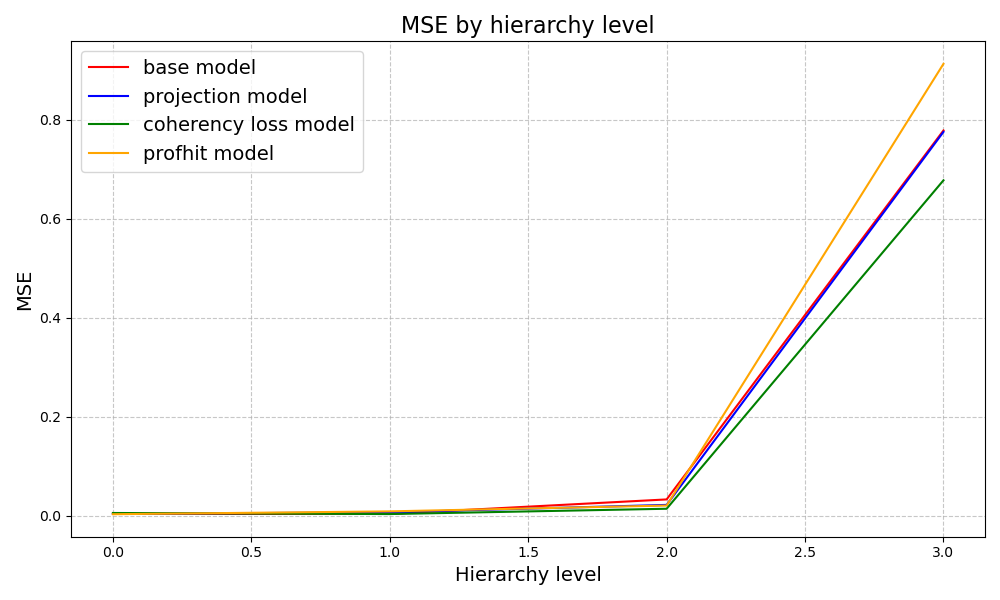 MSE by hierarchy level
base model
projection model
coherency loss model
profhit model
MSE
0.8
0.6
0.4
0.2
0.0
0.0 0.5 1.0 1.5 2.0 2.5 3.0
Hierarchy level